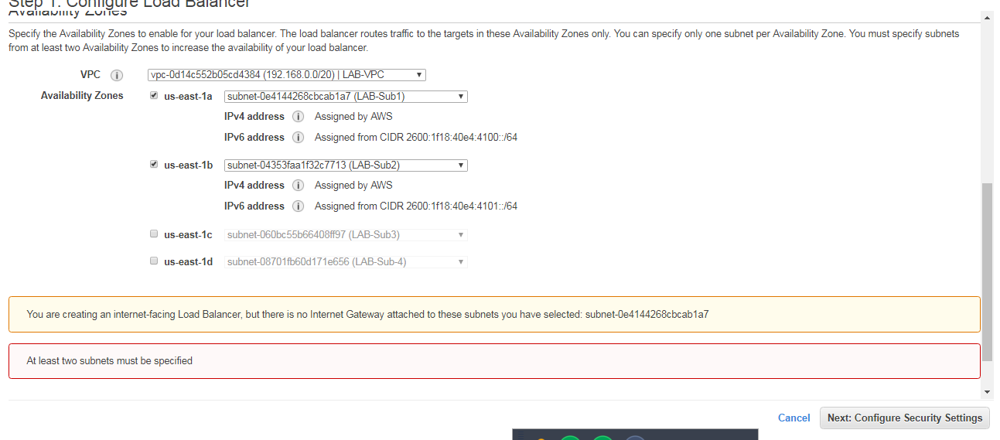 Step 1: Configure Load Balancer
Availability Zones
Specify the Availability Zones to enable for your load balancer. The load balancer routes traffic to the targets in these Availability Zones only. You can specify only one subnet per Availability Zone. You must specify subnets
from at least two Availability Zones to increase the availability of your load balancer.
VPC i vpc-0d14c552b05cd4384 (192.168.0.0/20) | LAB-VPC
Availability Zones us-east-1a subnet-0e4144268cbcab1a7 (LAB-Sub1)
IPv4 address i Assigned by AWS
IPv6 address i Assigned from CIDR 2600:1f18:40e4:4100::/64
us-east-1b subnet-04353faa1f32c7713 (LAB-Sub2)
IPv4 address i Assigned by AWS
IPv6 address i Assigned from CIDR 2600:1f18:40e4:4101::/64
us-east-1c subnet-060bc55b66408ff97 (LAB-Sub3)
us-east-1d subnet-08701fb60d171e656 (LAB-Sub-4)
You are creating an internet-facing Load Balancer, but there is no Internet Gateway attached to these subnets you have selected: subnet-0e4144268cbcab1a7
At least two subnets must be specified
Cancel Next: Configure Security Settings